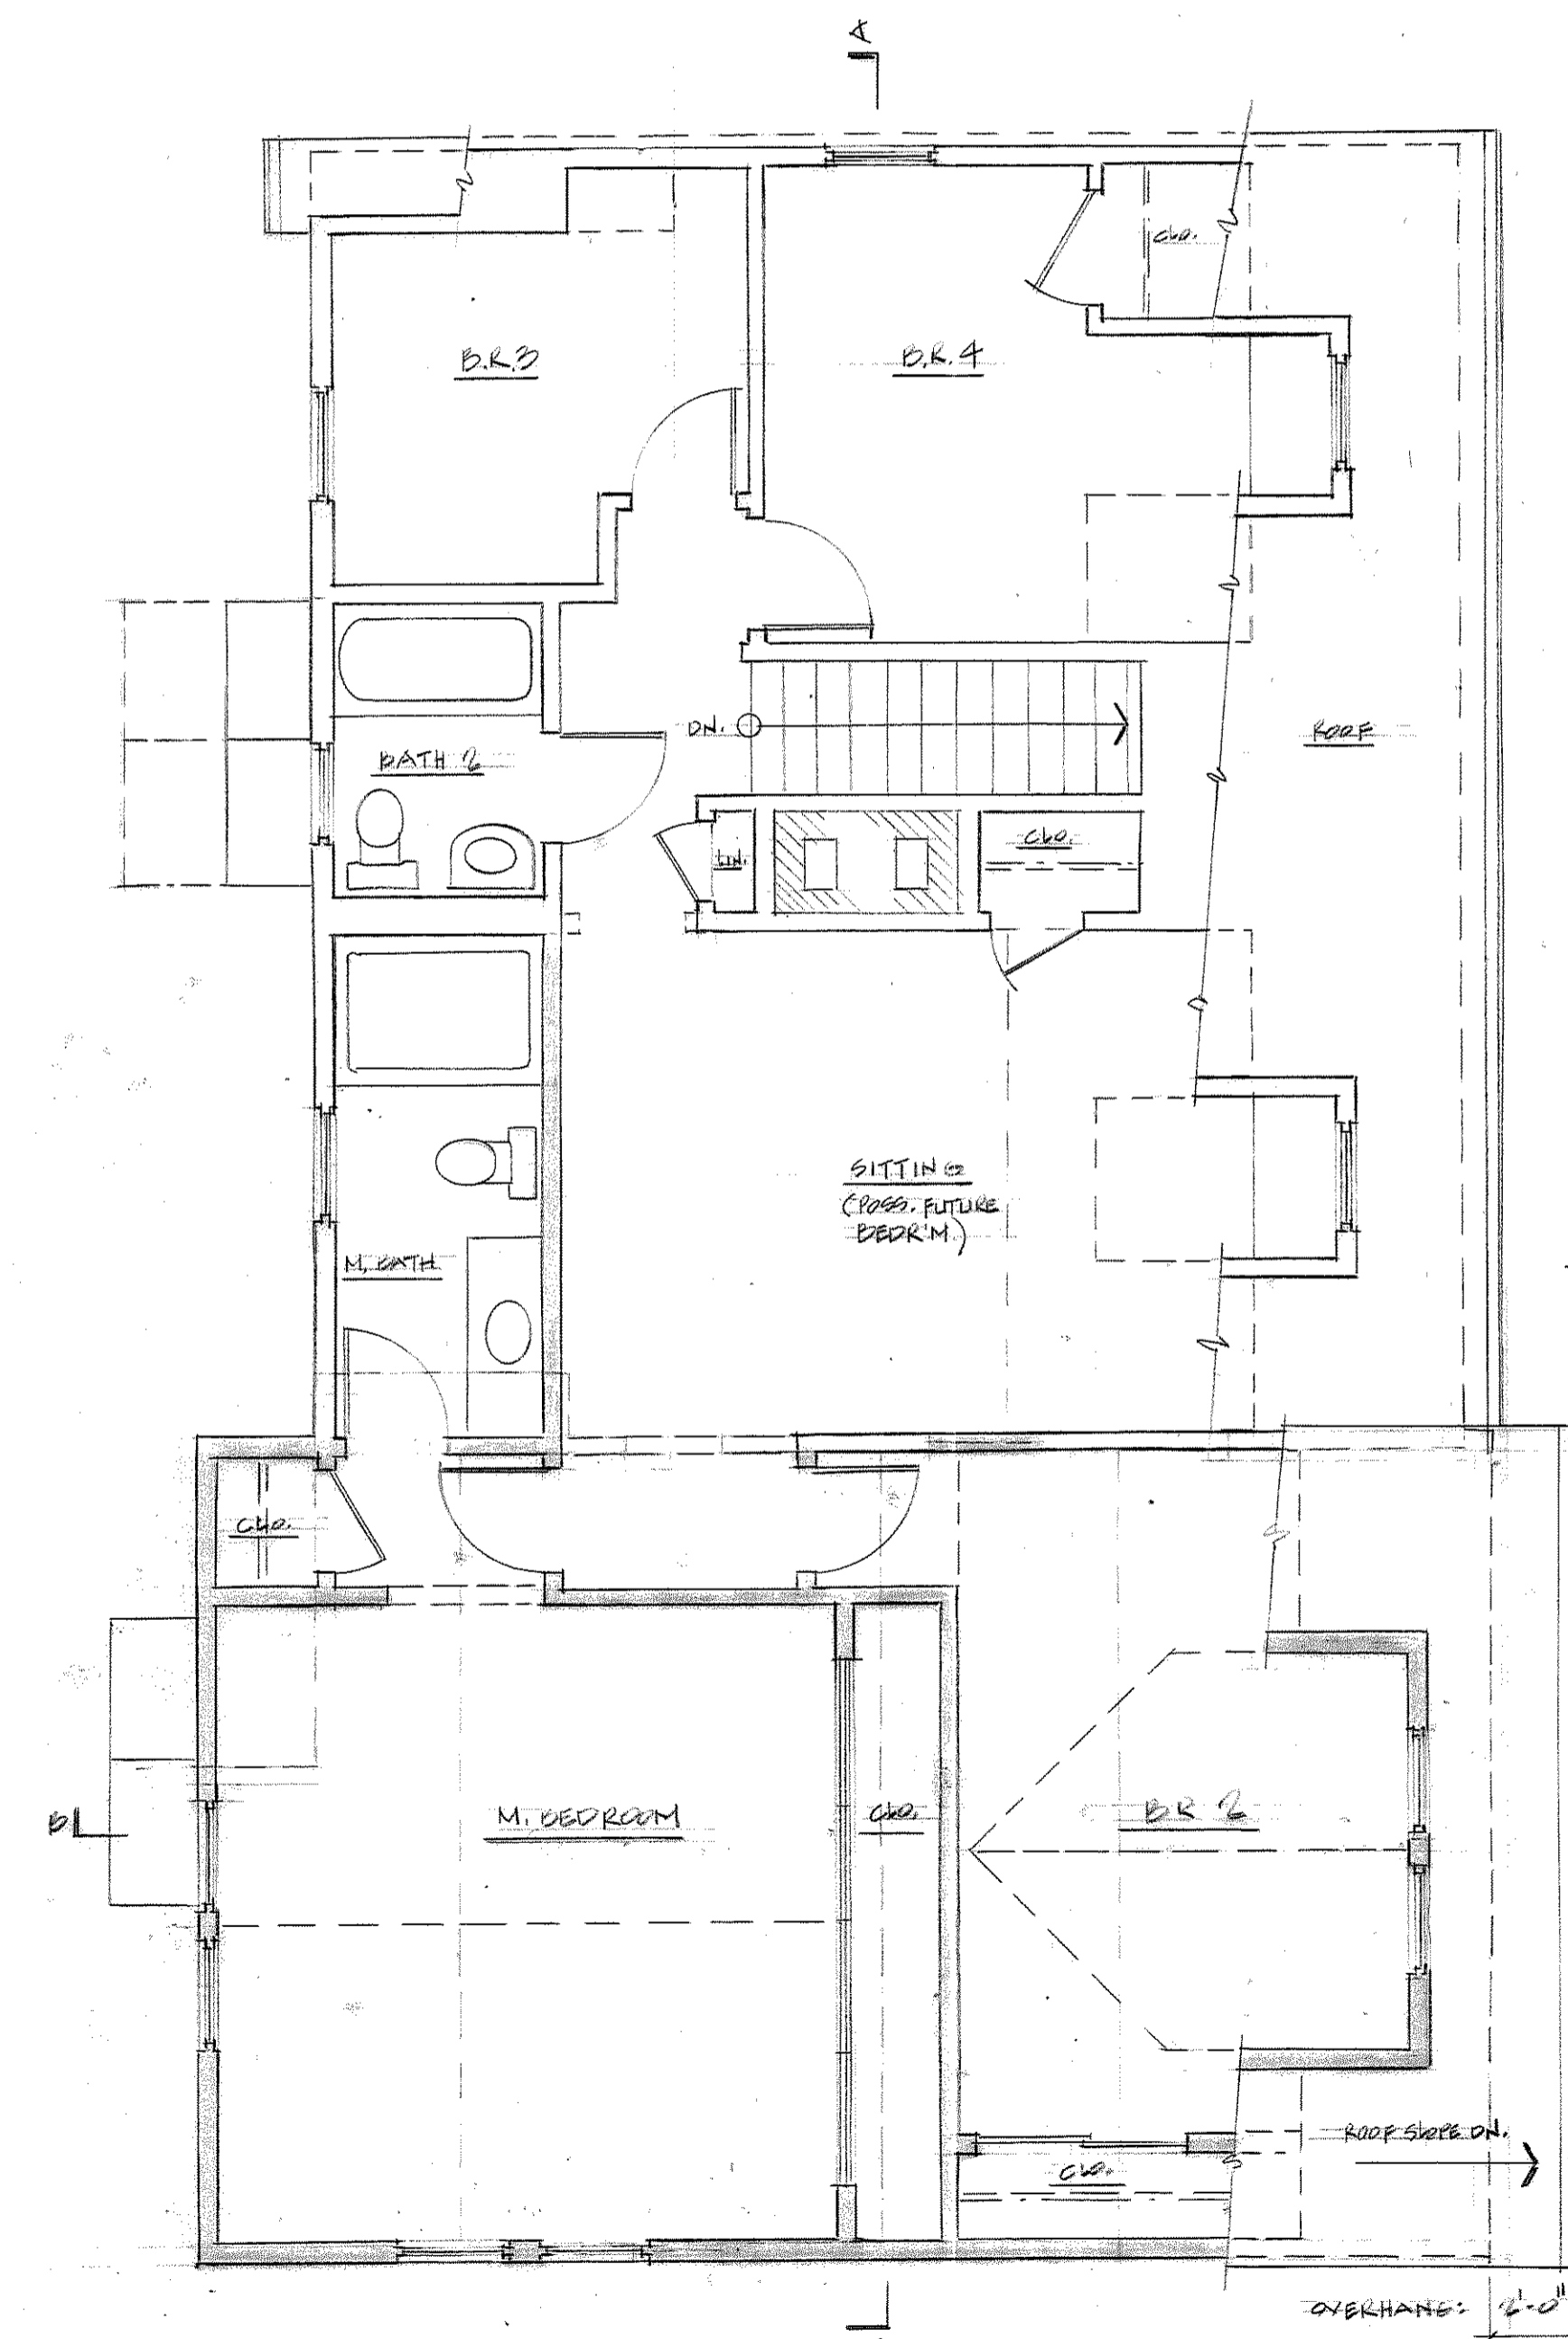 A
CLO.
B.R.3
B.R.4
DN.
ROOF
BATH 2
LIN.
CLO.
SITTING
(POSS. FUTURE
BEDR'M)
M. BATH
CLO.
M. BEDROOM
CLO.
BR 2
B
ROOF SLOPE DN.
CLO.
OVERHANG: 2'-0"